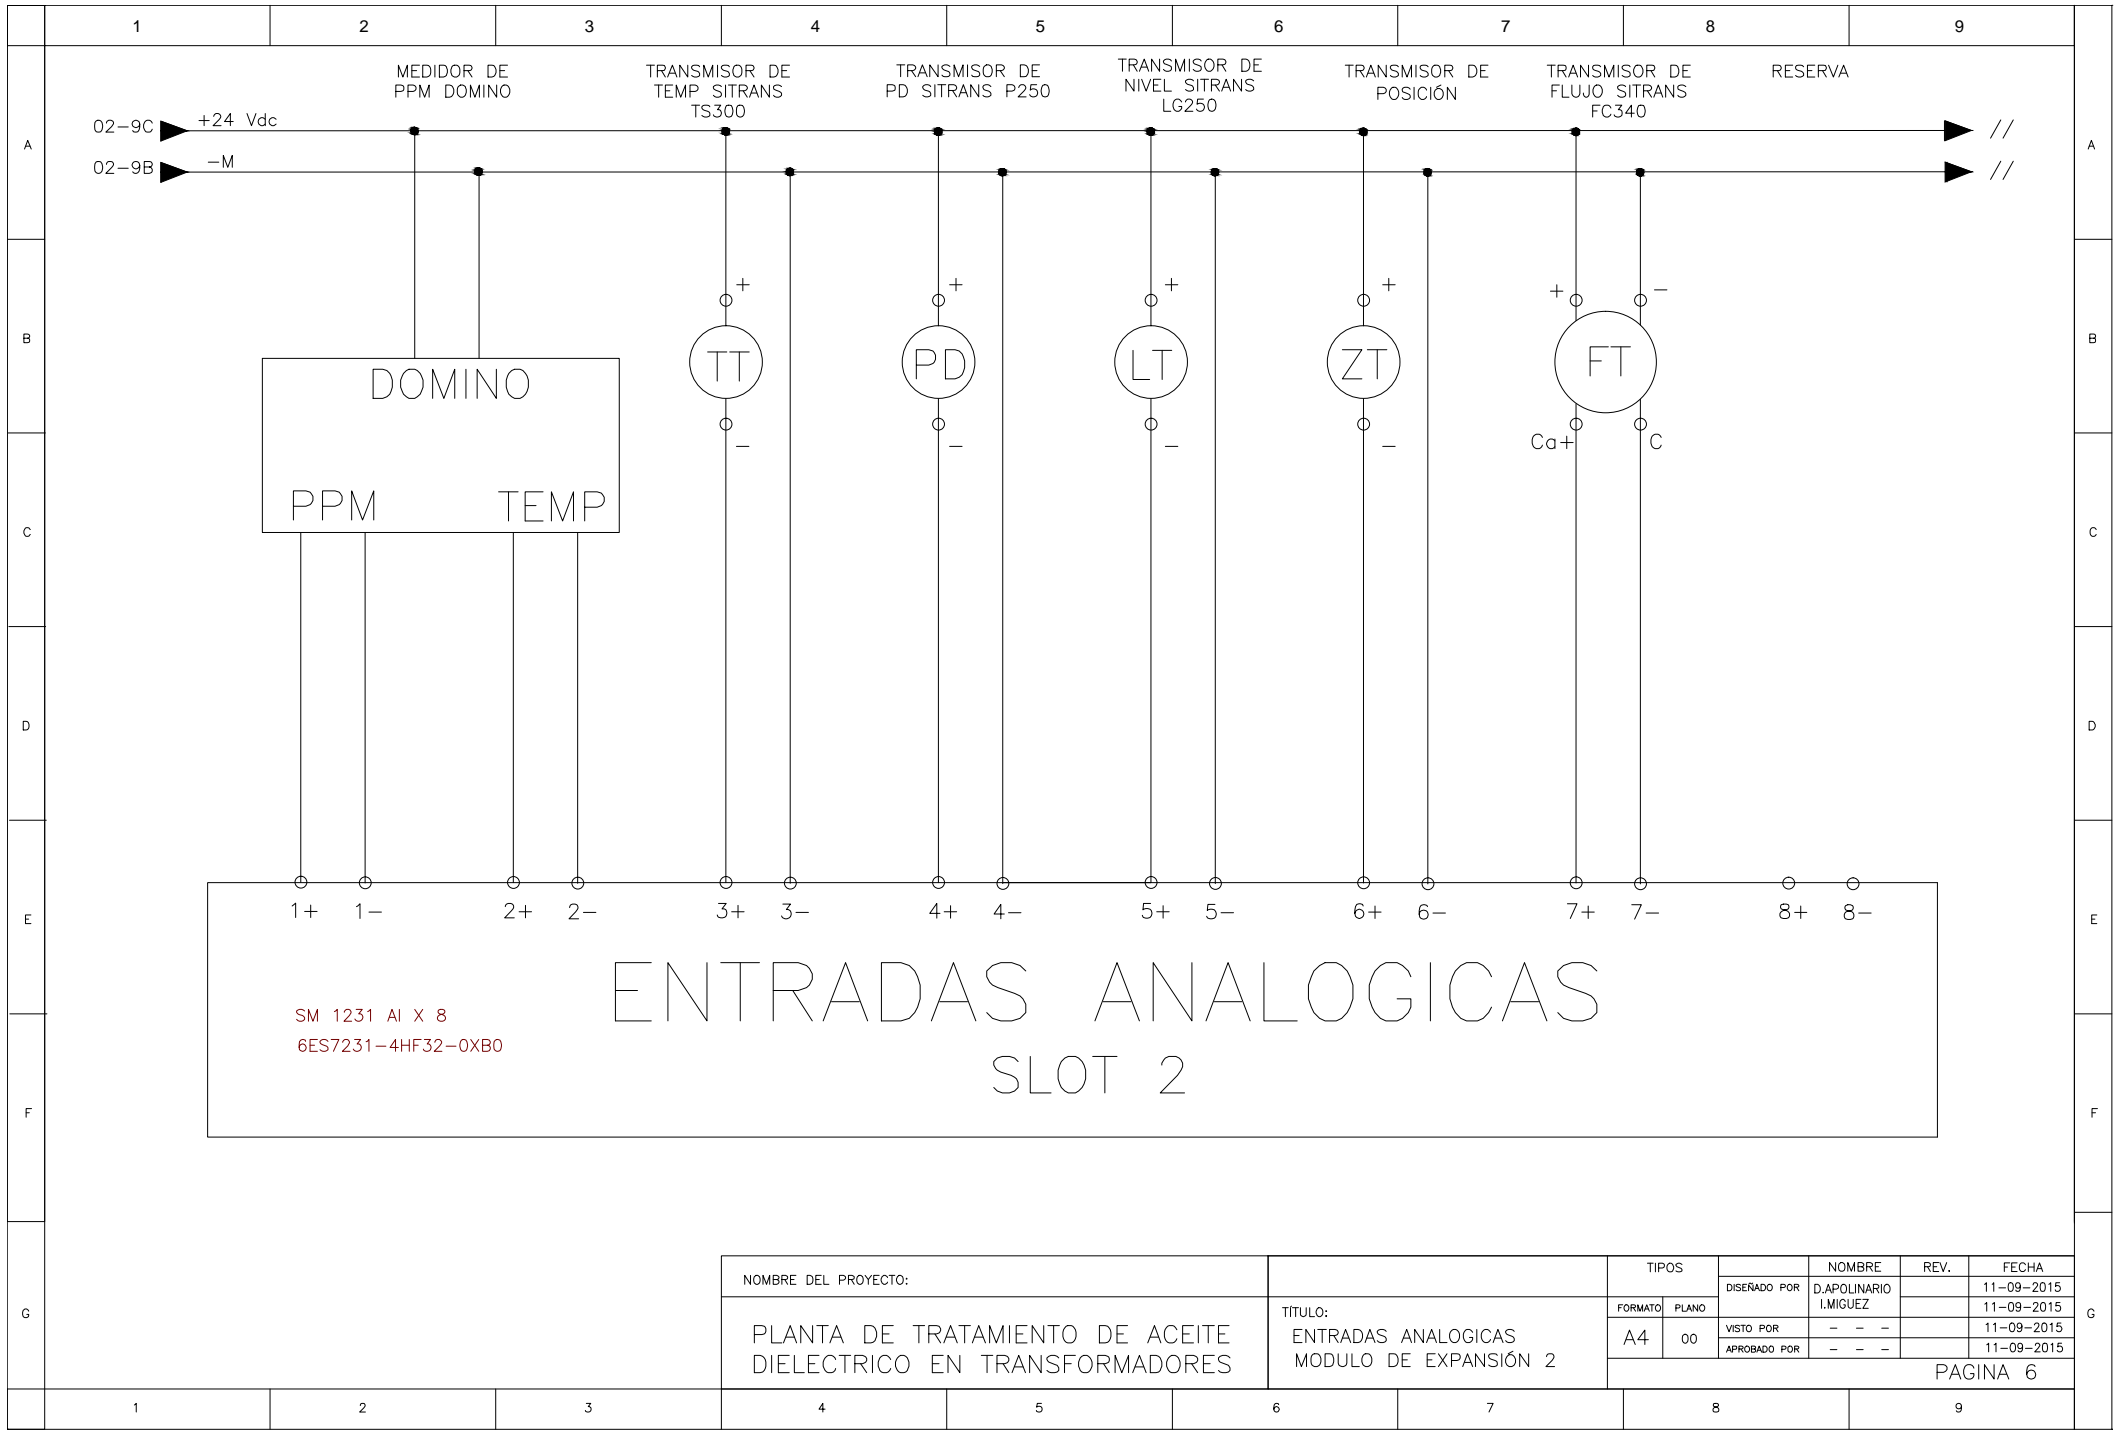 1 2 3 4 5 6 7 8 9
MEDIDOR DE
PPM DOMINO
TRANSMISOR DE
TEMP SITRANS
TS300
TRANSMISOR DE
PD SITRANS P250
TRANSMISOR DE
NIVEL SITRANS
LG250
TRANSMISOR DE
POSICIÓN
TRANSMISOR DE
FLUJO SITRANS
FC340
RESERVA
02-9C +24 Vdc //
A A
02-9B -M //
+ + + + + -
B B
DOMINO TT PD LT ZT FT
- - - - Ca+ C
PPM TEMP
C C
D D
1+ 1- 2+ 2- 3+ 3- 4+ 4- 5+ 5- 6+ 6- 7+ 7- 8+ 8-
E E
ENTRADAS ANALOGICAS
SM 1231 AI X 8
6ES7231-4HF32-0XB0
SLOT 2
F F
NOMBRE DEL PROYECTO:
PLANTA DE TRATAMIENTO DE ACEITE
DIELECTRICO EN TRANSFORMADORES
TÍTULO:
ENTRADAS ANALOGICAS
MODULO DE EXPANSIÓN 2
TIPOS
FORMATO PLANO
A4 00
NOMBRE REV. FECHA
DISEÑADO POR D.APOLINARIO 11-09-2015
I.MIGUEZ 11-09-2015
VISTO POR - - - 11-09-2015
APROBADO POR - - - 11-09-2015
PAGINA 6
G G
1 2 3 4 5 6 7 8 9